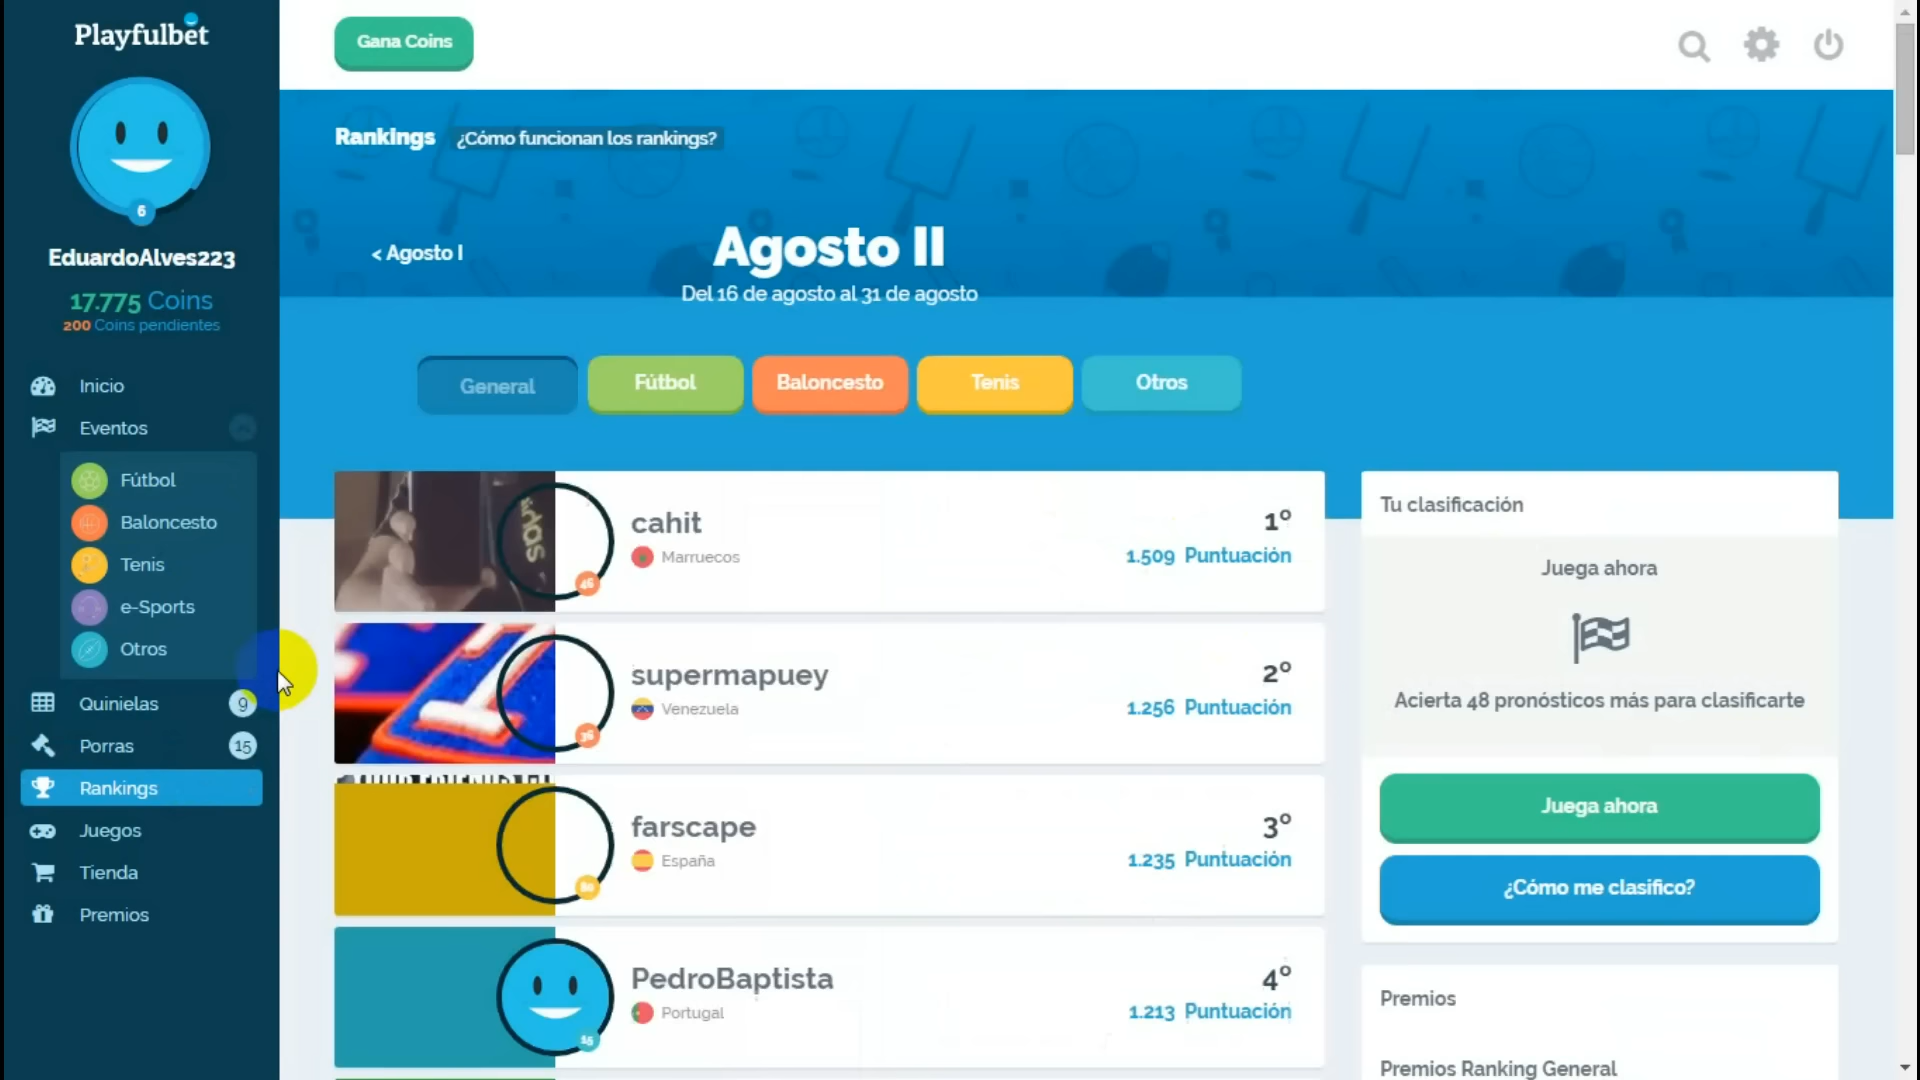 Playfulbet
6
EduardoAlves223
17.775 Coins
200 Coins pendientes
Inicio
Eventos
Fútbol
Baloncesto
Tenis
e-Sports
Otros
Quinielas 9
Porras 15
Rankings
Juegos
Tienda
Premios
Gana Coins
Rankings ¿Cómo funcionan los rankings?
< Agosto I
Agosto II
Del 16 de agosto al 31 de agosto
General Fútbol Baloncesto Tenis Otros
cahit 1º
Marruecos 1.509 Puntuación
46
supermapuey 2º
Venezuela 1.256 Puntuación
36
farscape 3º
España 1.235 Puntuación
PedroBaptista 4º
Portugal 1.213 Puntuación
15
Tu clasificación
Juega ahora
Acierta 48 pronósticos más para clasificarte
Juega ahora
¿Cómo me clasifico?
Premios
Premios Ranking General